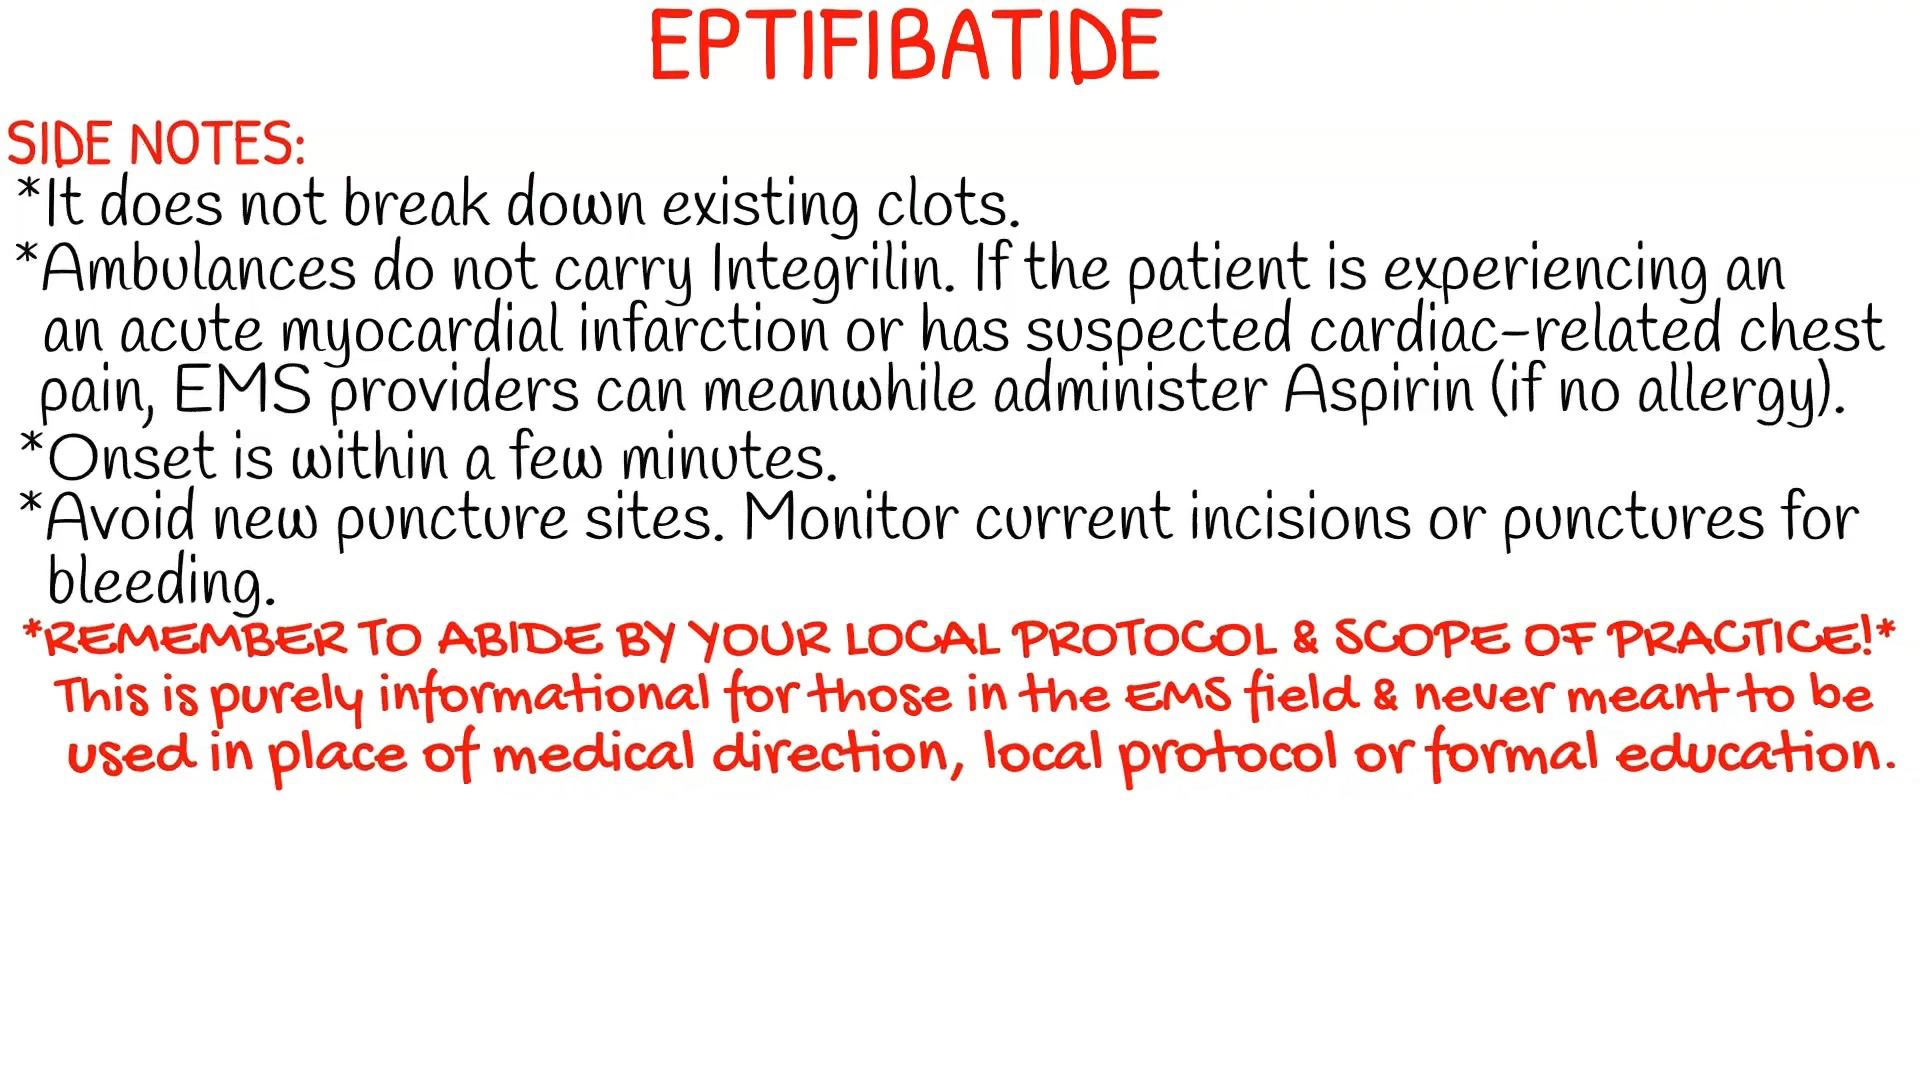 EPTIFIBATIDE
SIDE NOTES:
*It does not break down existing clots.
*Ambulances do not carry Integrilin. If the patient is experiencing an
an acute myocardial infarction or has suspected cardiac-related chest
pain, EMS providers can meanwhile administer Aspirin (if no allergy).
*Onset is within a few minutes.
*Avoid new puncture sites. Monitor current incisions or punctures for
bleeding.
*REMEMBER TO ABIDE BY YOUR LOCAL PROTOCOL & SCOPE OF PRACTICE!*
This is purely informational for those in the EMS field & never meant to be
used in place of medical direction, local protocol or formal education.